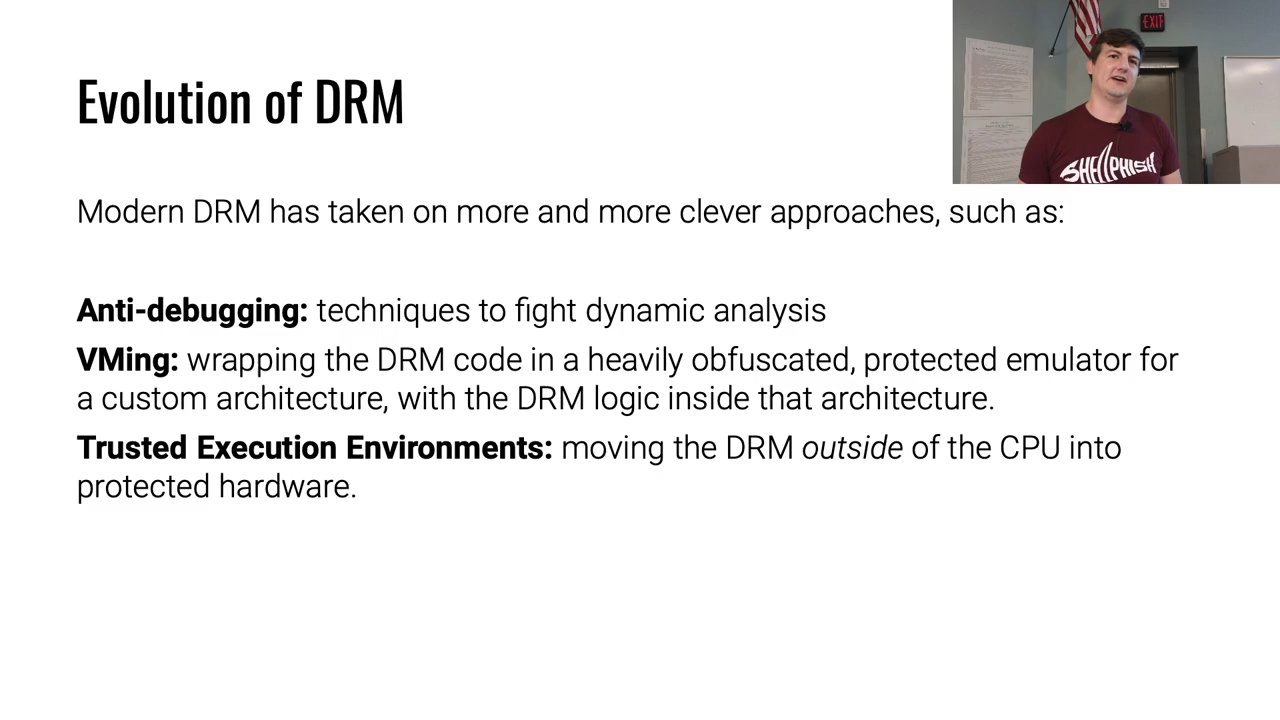 EXIT
Evolution of DRM
SHELLPHISH
Modern DRM has taken on more and more clever approaches, such as:
Anti-debugging: techniques to fight dynamic analysis
VMing: wrapping the DRM code in a heavily obfuscated, protected emulator for
a custom architecture, with the DRM logic inside that architecture.
Trusted Execution Environments: moving the DRM outside of the CPU into
protected hardware.